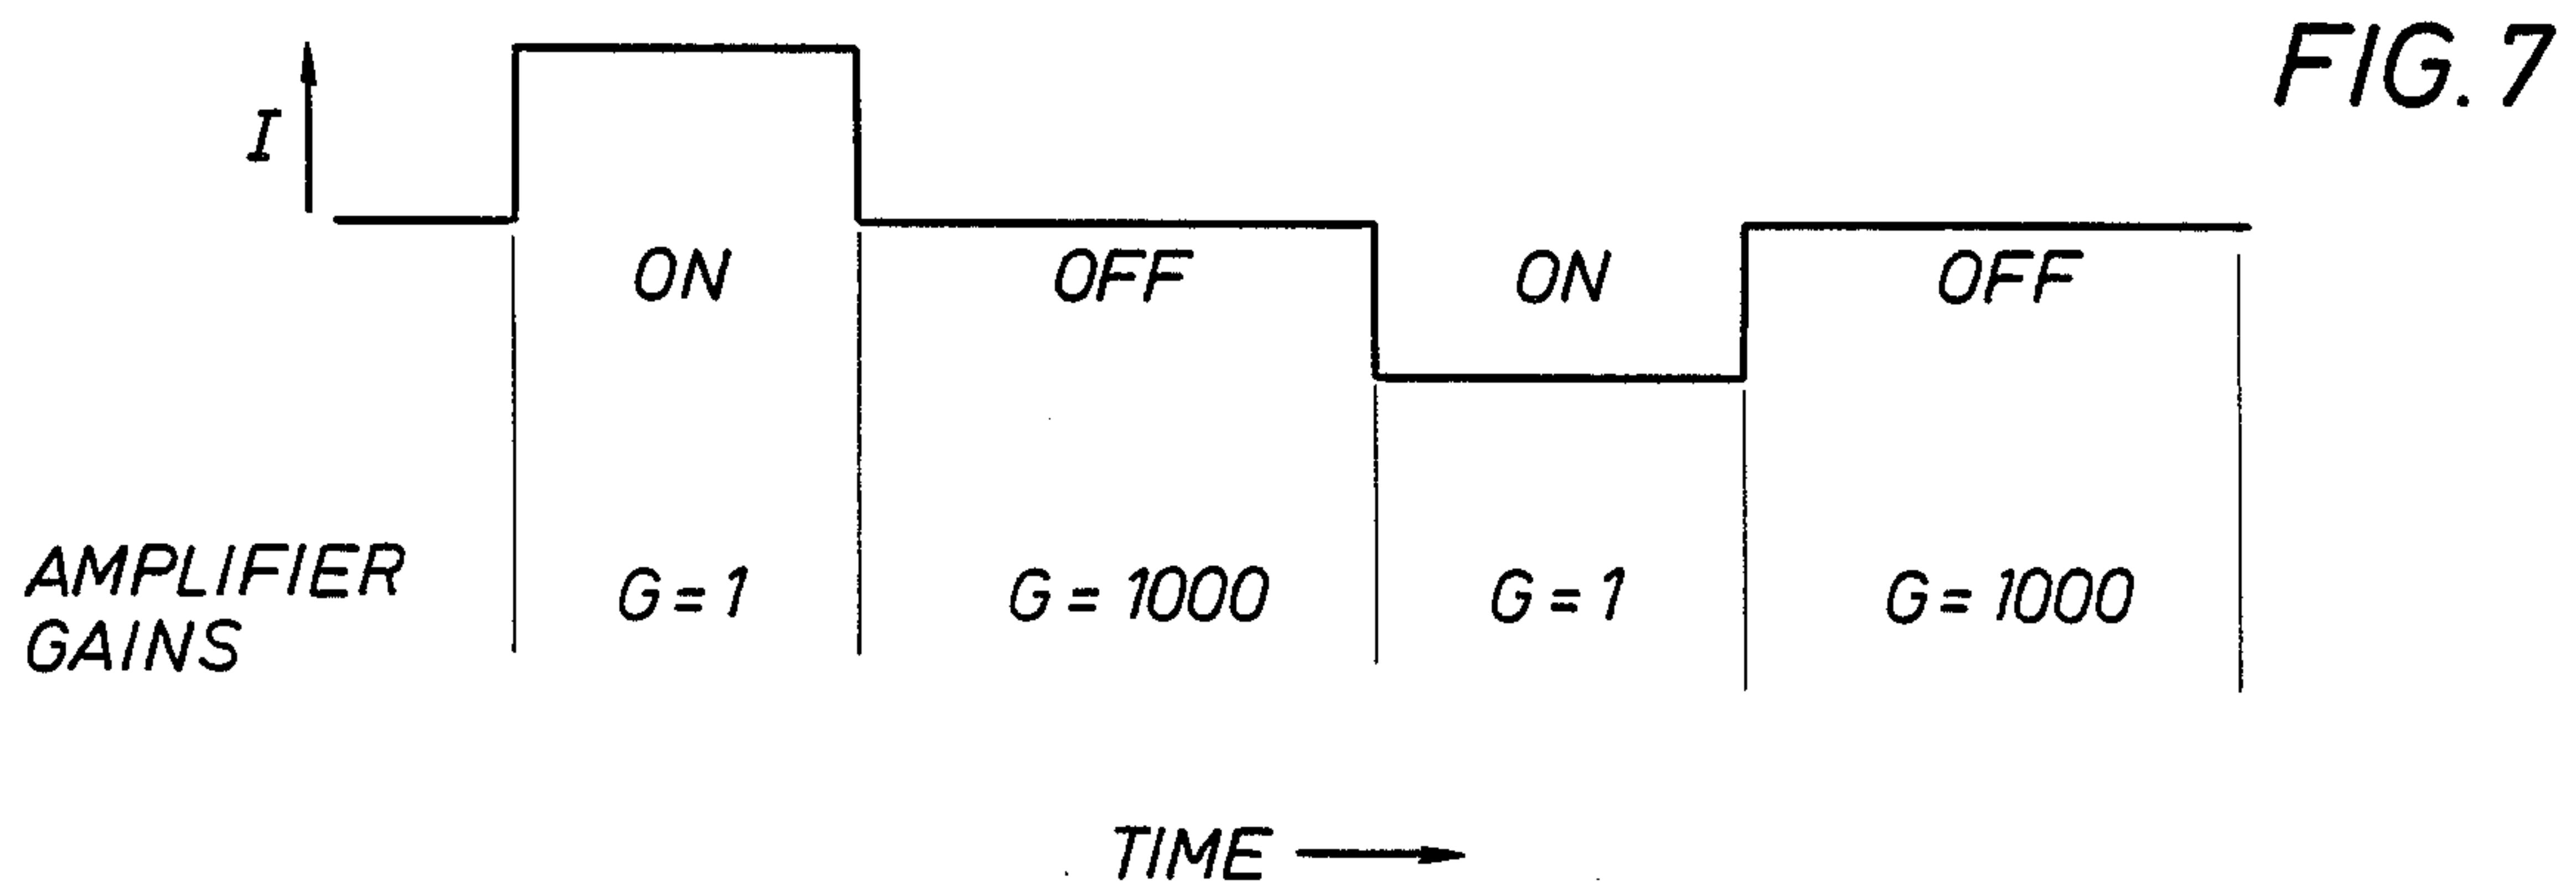 FIG. 7
I
ON OFF ON OFF
AMPLIFIER
GAINS
G = 1 G = 1000 G = 1 G = 1000
TIME